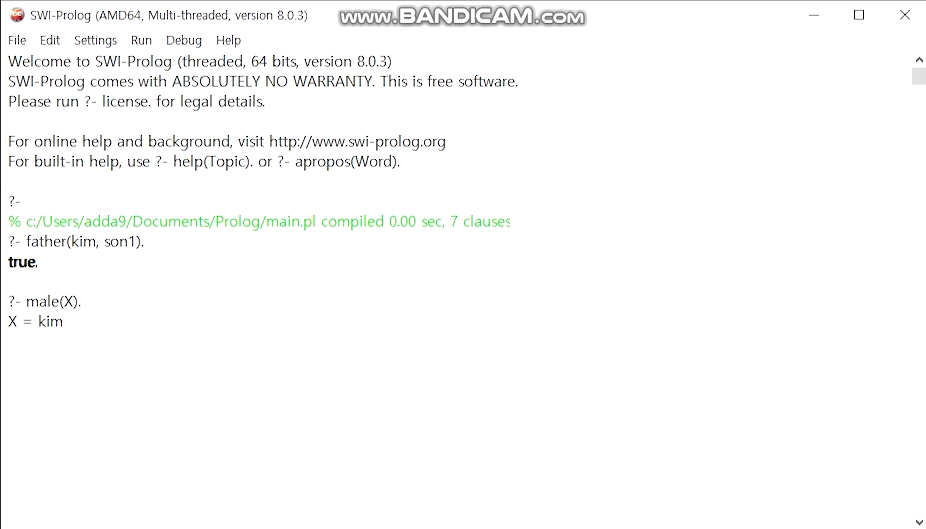 SWI-Prolog (AMD64, Multi-threaded, version 8.0.3)
www.BANDICAM.com
File Edit Settings Run Debug Help
Welcome to SWI-Prolog (threaded, 64 bits, version 8.0.3)
SWI-Prolog comes with ABSOLUTELY NO WARRANTY. This is free software.
Please run ?- license. for legal details.
For online help and background, visit http://www.swi-prolog.org
For built-in help, use ?- help(Topic). or ?- apropos(Word).
?-
% c:/Users/adda9/Documents/Prolog/main.pl compiled 0.00 sec, 7 clauses
?- father(kim, son1).
true.
?- male(X).
X = kim